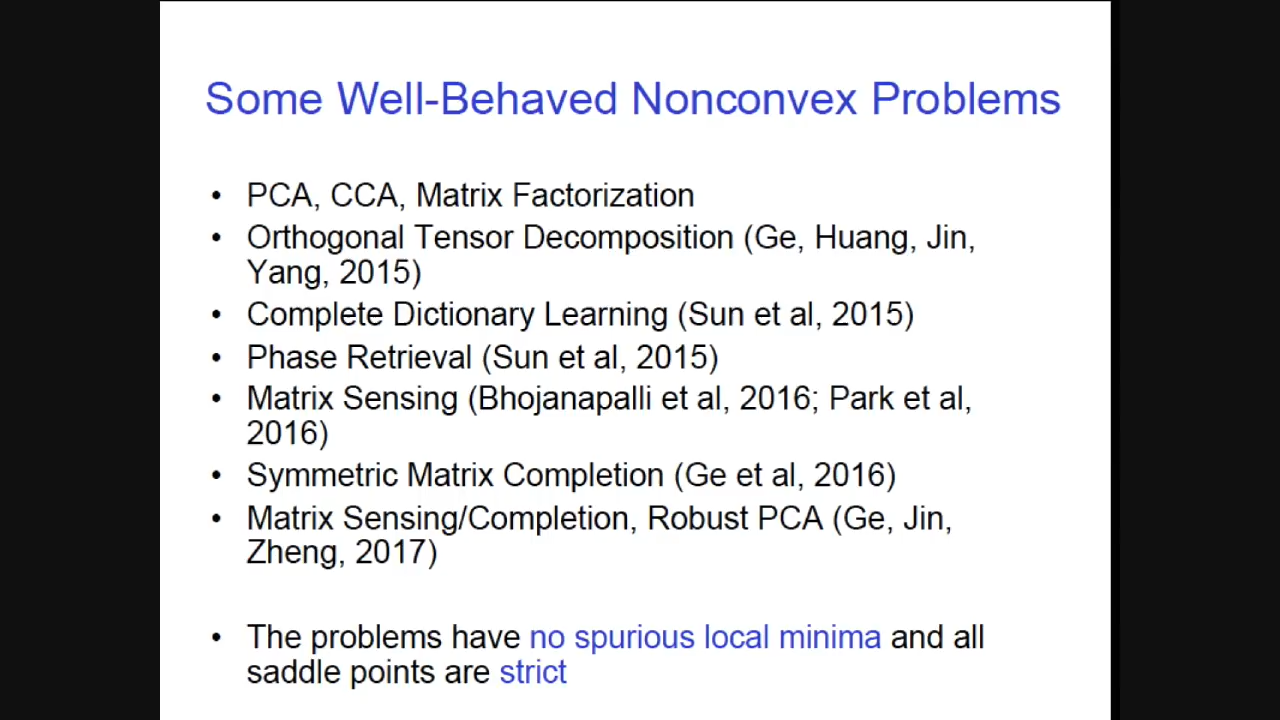 Some Well-Behaved Nonconvex Problems
• PCA, CCA, Matrix Factorization
• Orthogonal Tensor Decomposition (Ge, Huang, Jin,
Yang, 2015)
• Complete Dictionary Learning (Sun et al, 2015)
• Phase Retrieval (Sun et al, 2015)
• Matrix Sensing (Bhojanapalli et al, 2016; Park et al,
2016)
• Symmetric Matrix Completion (Ge et al, 2016)
• Matrix Sensing/Completion, Robust PCA (Ge, Jin,
Zheng, 2017)
• The problems have no spurious local minima and all
saddle points are strict